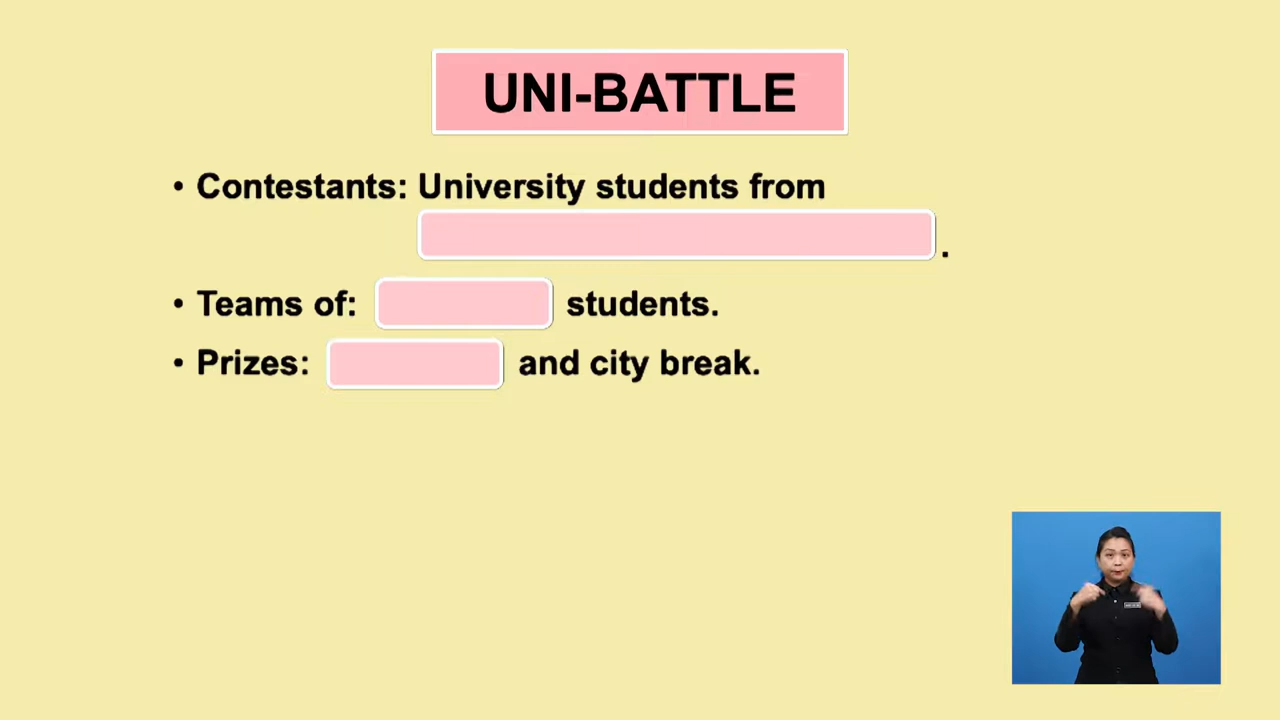 UNI-BATTLE
• Contestants: University students from
.
• Teams of: students.
• Prizes: and city break.